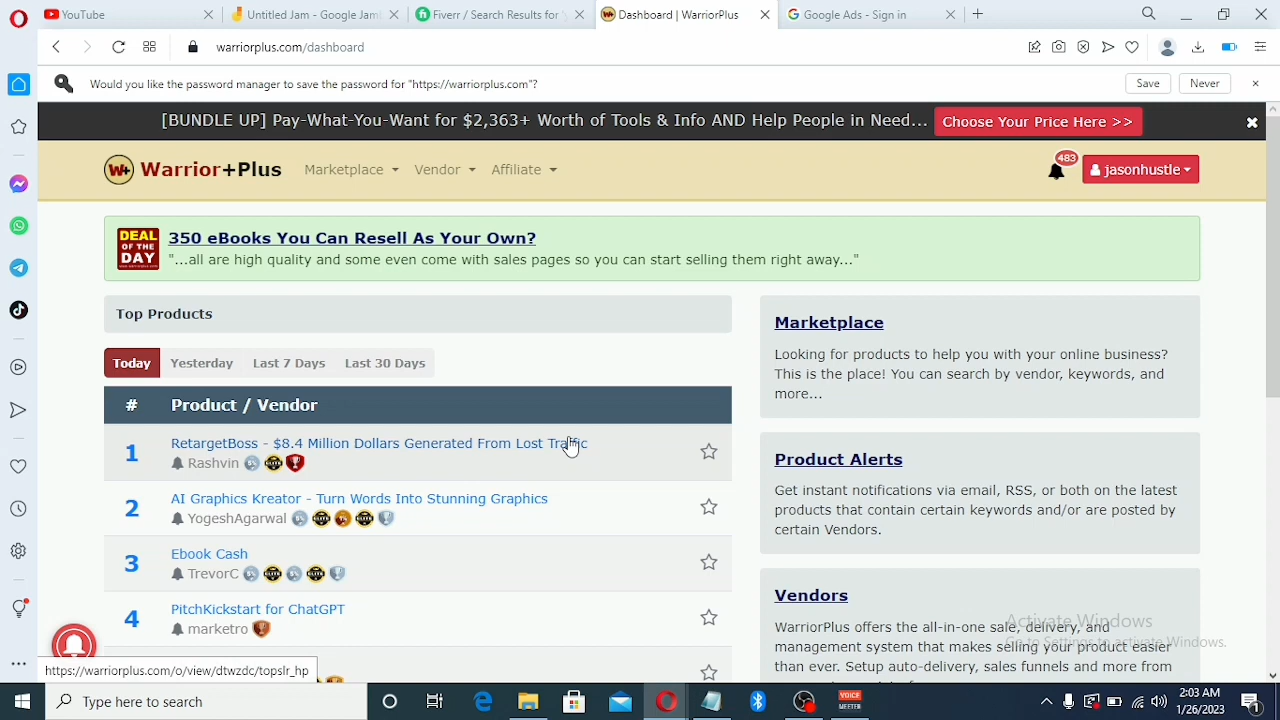 YouTube
Untitled Jam - Google Jam
Fiverr / Search Results for
Dashboard | WarriorPlus
Google Ads - Sign in
warriorplus.com/dashboard
Would you like the password manager to save the password for "https://warriorplus.com"?
Save
Never
[BUNDLE UP] Pay-What-You-Want for $2,363+ Worth of Tools & Info AND Help People in Need...
Choose Your Price Here >>
W+ Warrior+Plus
Marketplace
Vendor
Affiliate
483
jasonhustle
DEAL OF THE DAY
350 eBooks You Can Resell As Your Own?
"...all are high quality and some even come with sales pages so you can start selling them right away..."
Top Products
Today
Yesterday
Last 7 Days
Last 30 Days
# Product / Vendor
1 RetargetBoss - $8.4 Million Dollars Generated From Lost Traffic
Rashvin
2 AI Graphics Kreator - Turn Words Into Stunning Graphics
YogeshAgarwal
3 Ebook Cash
TrevorC
4 PitchKickstart for ChatGPT
marketro
Marketplace
Looking for products to help you with your online business?
This is the place! You can search by vendor, keywords, and
more...
Product Alerts
Get instant notifications via email, RSS, or both on the latest
products that contain certain keywords and/or are posted by
certain Vendors.
Vendors
WarriorPlus offers the all-in-one sale, delivery, and
management system that makes selling your product easier
than ever. Setup auto-delivery, sales funnels and more from
Activate Windows
Go to Settings to activate Windows.
https://warriorplus.com/o/view/dtwzdc/topslr_hp
Type here to search
VOICE
MEETER
2:03 AM
1/26/2023
1